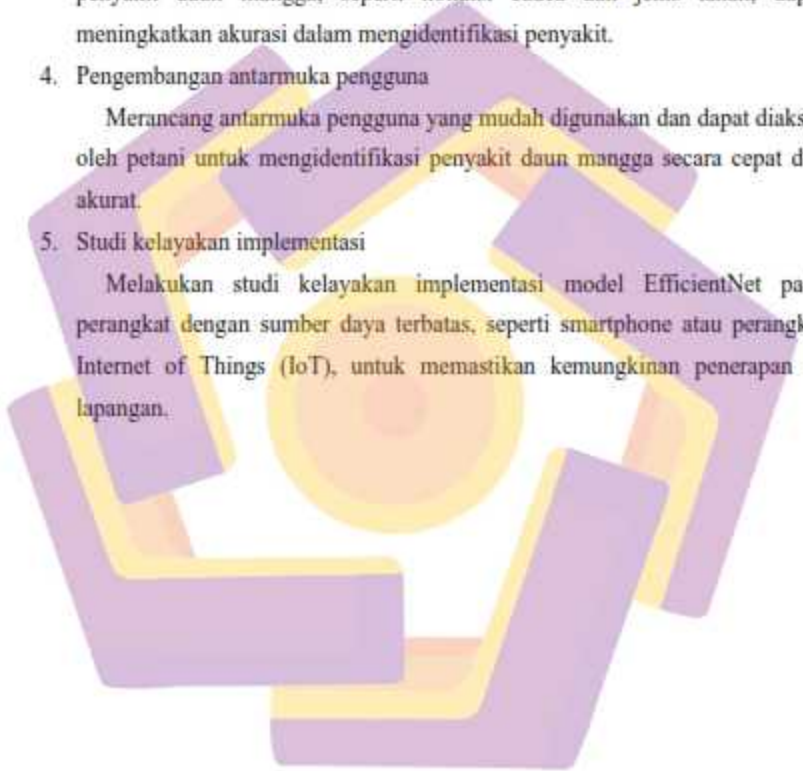 meningkatkan akurasi dalam mengidentifikasi penyakit.
4. Pengembangan antarmuka pengguna
Merancang antarmuka pengguna yang mudah digunakan dan dapat diaks
oleh petani untuk mengidentifikasi penyakit daun mangga secara cepat d
akurat.
5. Studi kelayakan implementasi
Melakukan studi kelayakan implementasi model EfficientNet pa
perangkat dengan sumber daya terbatas, seperti smartphone atau perangk
Internet of Things (IoT), untuk memastikan kemungkinan penerapan
lapangan.